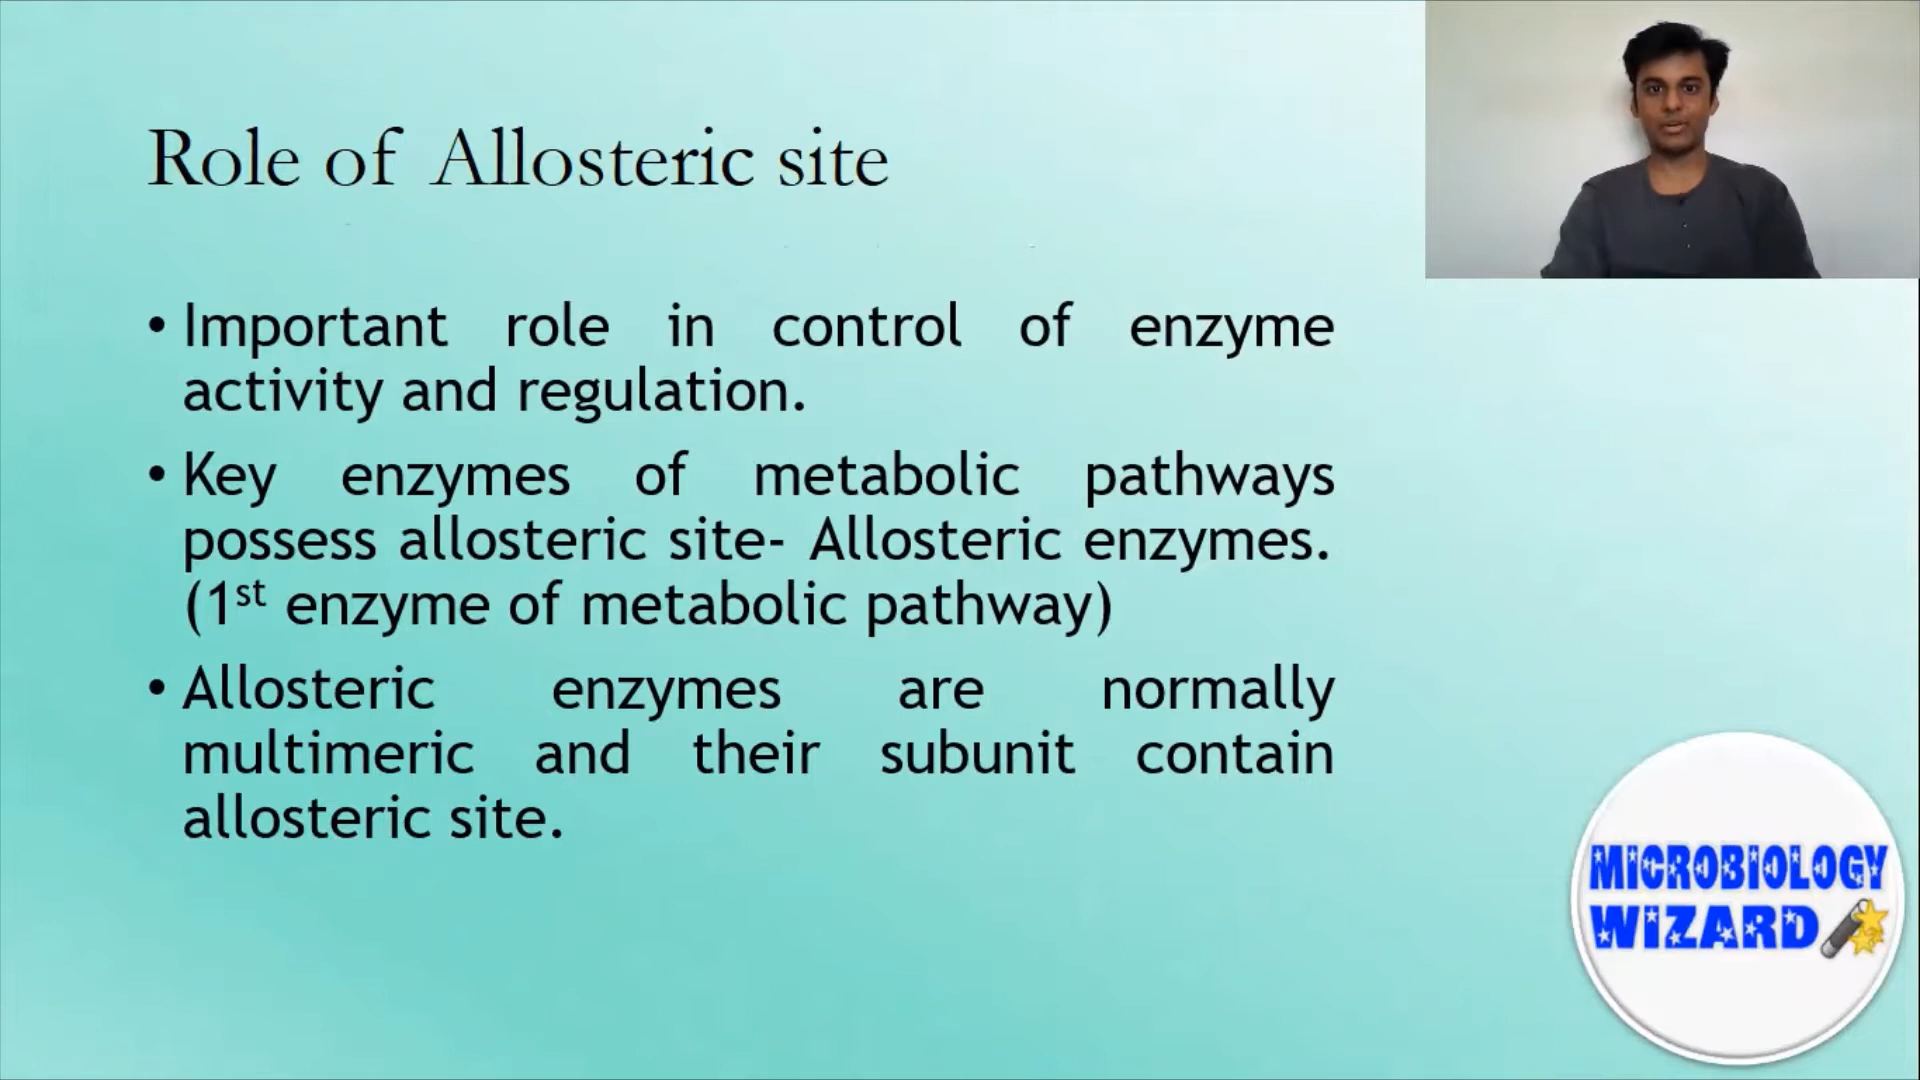 Role of Allosteric site
• Important role in control of enzyme
activity and regulation.
• Key enzymes of metabolic pathways
possess allosteric site- Allosteric enzymes.
(1st enzyme of metabolic pathway)
• Allosteric enzymes are normally
multimeric and their subunit contain
allosteric site.
MICROBIOLOGY
WIZARD